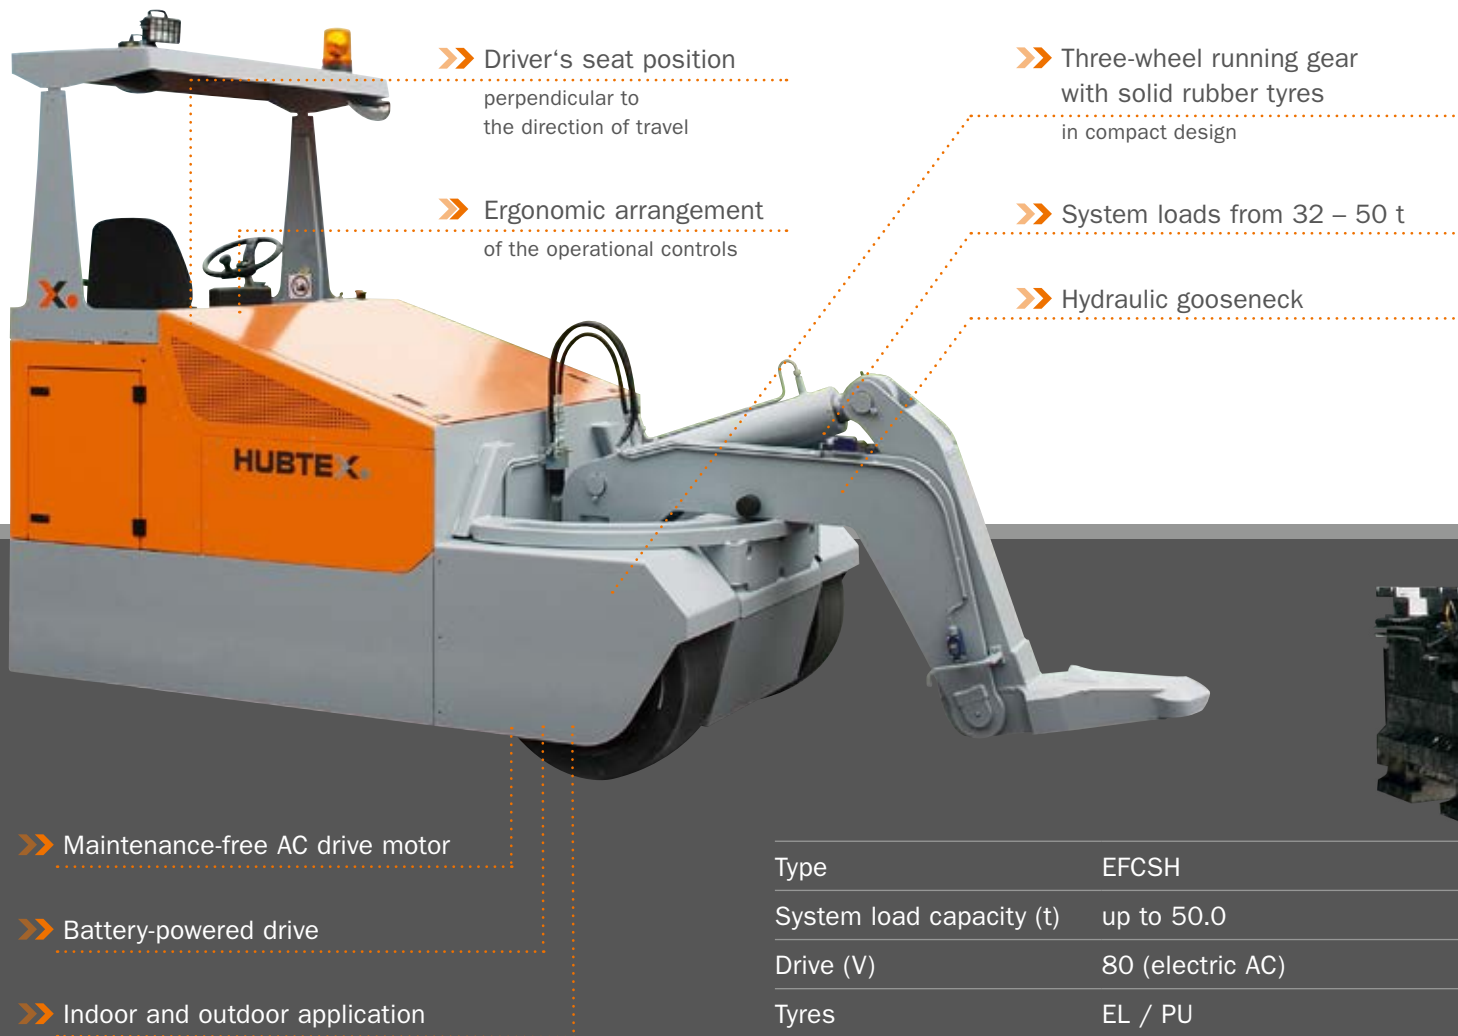 Driver‘s seat position
perpendicular to
the direction of travel
Ergonomic arrangement
of the operational controls
Three-wheel running gear
with solid rubber tyres
in compact design
System loads from 32 – 50 t
Hydraulic gooseneck
X.
HUBTEX.
Maintenance-free AC drive motor
Battery-powered drive
Indoor and outdoor application
Type EFCSH
System load capacity (t) up to 50.0
Drive (V) 80 (electric AC)
Tyres EL / PU